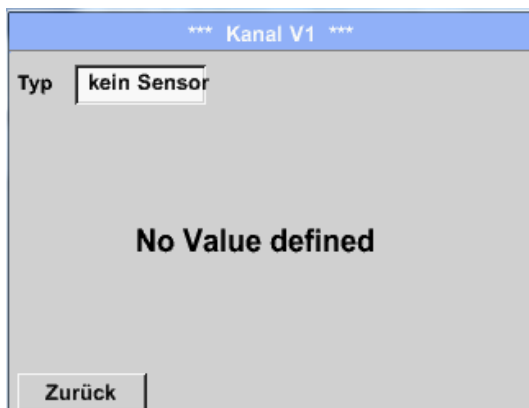 *** Kanal V1 ***
Typ kein Sensor
No Value defined
Zurück